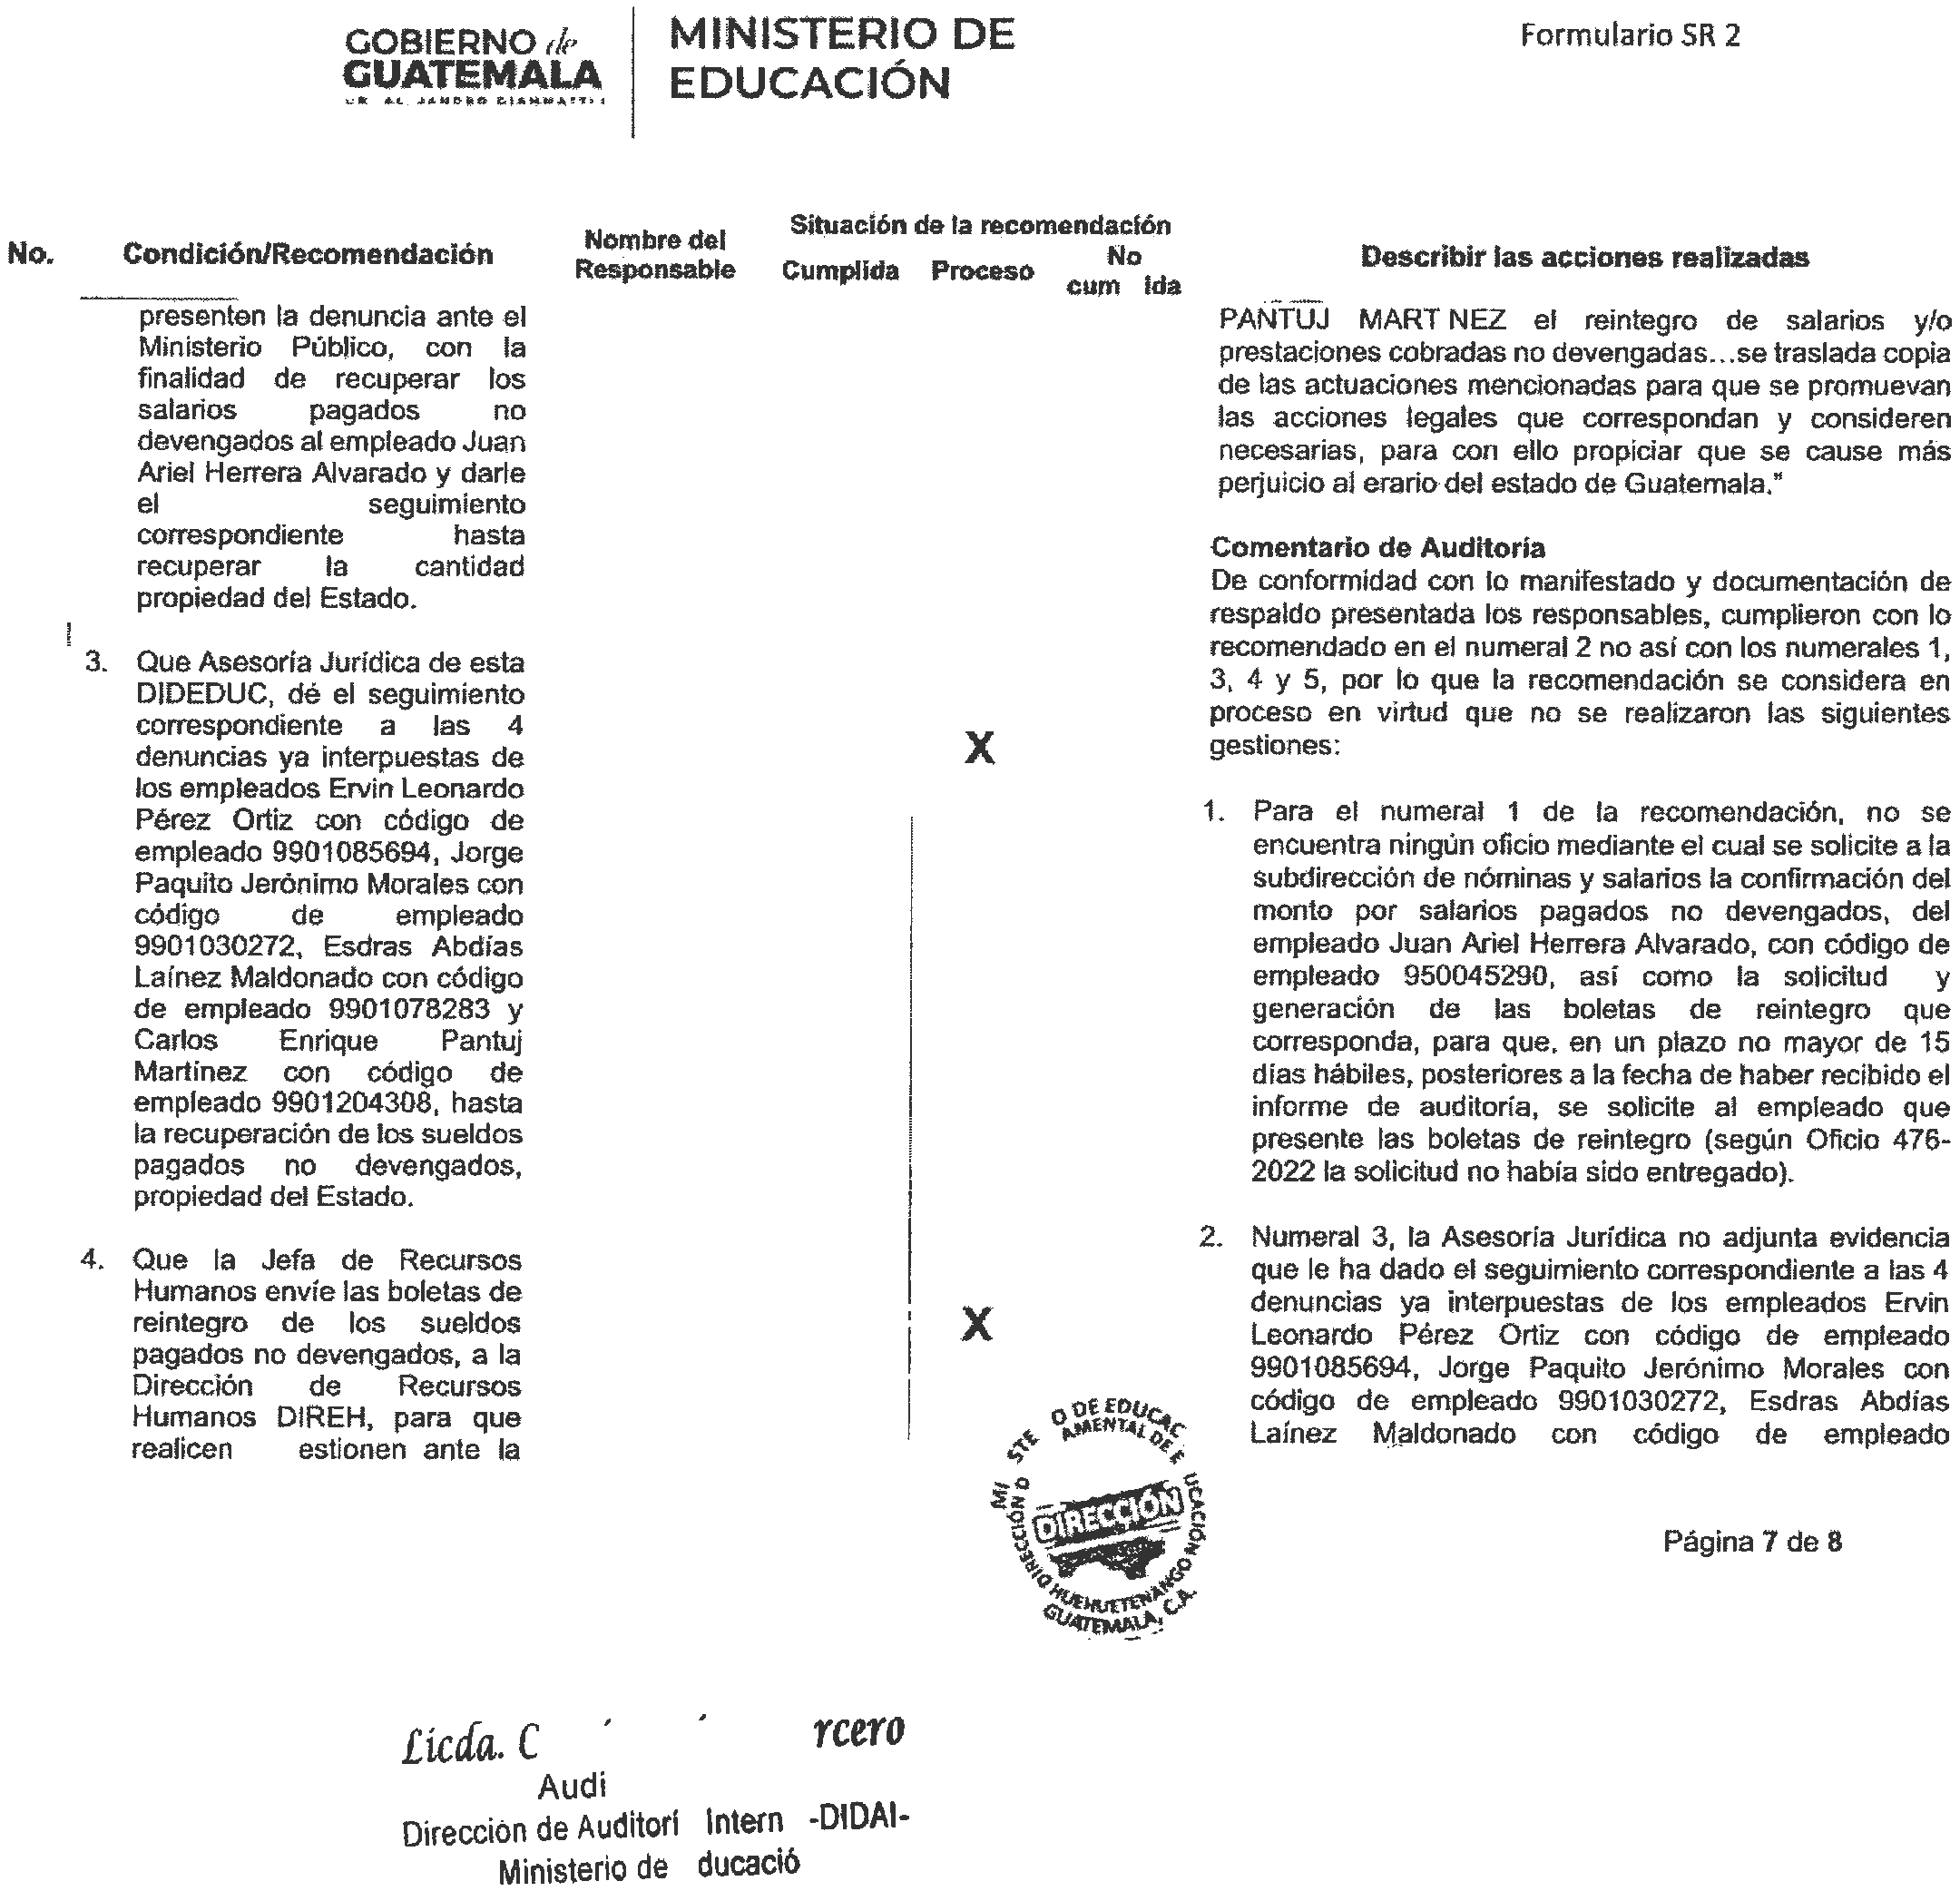 GOBIERNO de
GUATEMALA
MINISTERIO DE
EDUCACIÓN
Formulario SR 2
No.
Condición/Recomendación
Nombre del
Responsable
Situación de la recomendación
Cumplida
Proceso
No
cum ida
Describir las acciones realizadas
presenten la denuncia ante el
Ministerio Público, con la
finalidad de recuperar los
salarios pagados no
devengados al empleado Juan
Ariel Herrera Alvarado y darle
el seguimiento
correspondiente hasta
recuperar la cantidad
propiedad del Estado.
3. Que Asesoría Jurídica de esta
DIDEDUC, dé el seguimiento
correspondiente a las 4
denuncias ya interpuestas de
los empleados Ervin Leonardo
Pérez Ortiz con código de
empleado 9901085694, Jorge
Paquito Jerónimo Morales con
código de empleado
9901030272, Esdras Abdías
Laínez Maldonado con código
de empleado 9901078283 y
Carlos Enrique Pantuj
Martínez con código de
empleado 9901204308, hasta
la recuperación de los sueldos
pagados no devengados,
propiedad del Estado.
X
4. Que la Jefa de Recursos
Humanos envíe las boletas de
reintegro de los sueldos
pagados no devengados, a la
Dirección de Recursos
Humanos DIREH, para que
realicen estionen ante la
X
PANTUJ MART NEZ el reintegro de salarios y/o
prestaciones cobradas no devengadas...se traslada copia
de las actuaciones mencionadas para que se promuevan
las acciones legales que correspondan y consideren
necesarias, para con ello propiciar que se cause más
perjuicio al erario del estado de Guatemala."
Comentario de Auditoría
De conformidad con lo manifestado y documentación de
respaldo presentada los responsables, cumplieron con lo
recomendado en el numeral 2 no así con los numerales 1,
3, 4 y 5, por lo que la recomendación se considera en
proceso en virtud que no se realizaron las siguientes
gestiones:
1. Para el numeral 1 de la recomendación, no se
encuentra ningún oficio mediante el cual se solicite a la
subdirección de nóminas y salarios la confirmación del
monto por salarios pagados no devengados, del
empleado Juan Ariel Herrera Alvarado, con código de
empleado 950045290, así como la solicitud y
generación de las boletas de reintegro que
corresponda, para que, en un plazo no mayor de 15
días hábiles, posteriores a la fecha de haber recibido el
informe de auditoría, se solicite al empleado que
presente las boletas de reintegro (según Oficio 476-
2022 la solicitud no había sido entregado).
2. Numeral 3, la Asesoría Jurídica no adjunta evidencia
que le ha dado el seguimiento correspondiente a las 4
denuncias ya interpuestas de los empleados Ervin
Leonardo Pérez Ortiz con código de empleado
9901085694, Jorge Paquito Jerónimo Morales con
código de empleado 9901030272, Esdras Abdías
Laínez Maldonado con código de empleado
MI STE O DE EDUCAC
DIRECCIÓN D AMENTAL DE E UCACIÓN
DIRECCIÓN
HUEHUETENANGO
GUATEMALA, C.A.
Página 7 de 8
Licda. C rcero
Audi
Dirección de Auditorí Intern -DIDAI-
Ministerio de ducació